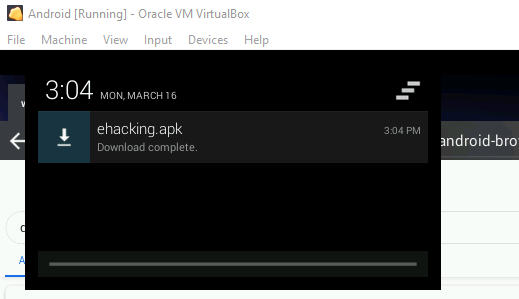 Android [Running] - Oracle VM VirtualBox
File Machine View Input Devices Help
3:04 MON, MARCH 16
ehacking.apk 3:04 PM
Download complete.
android-bro